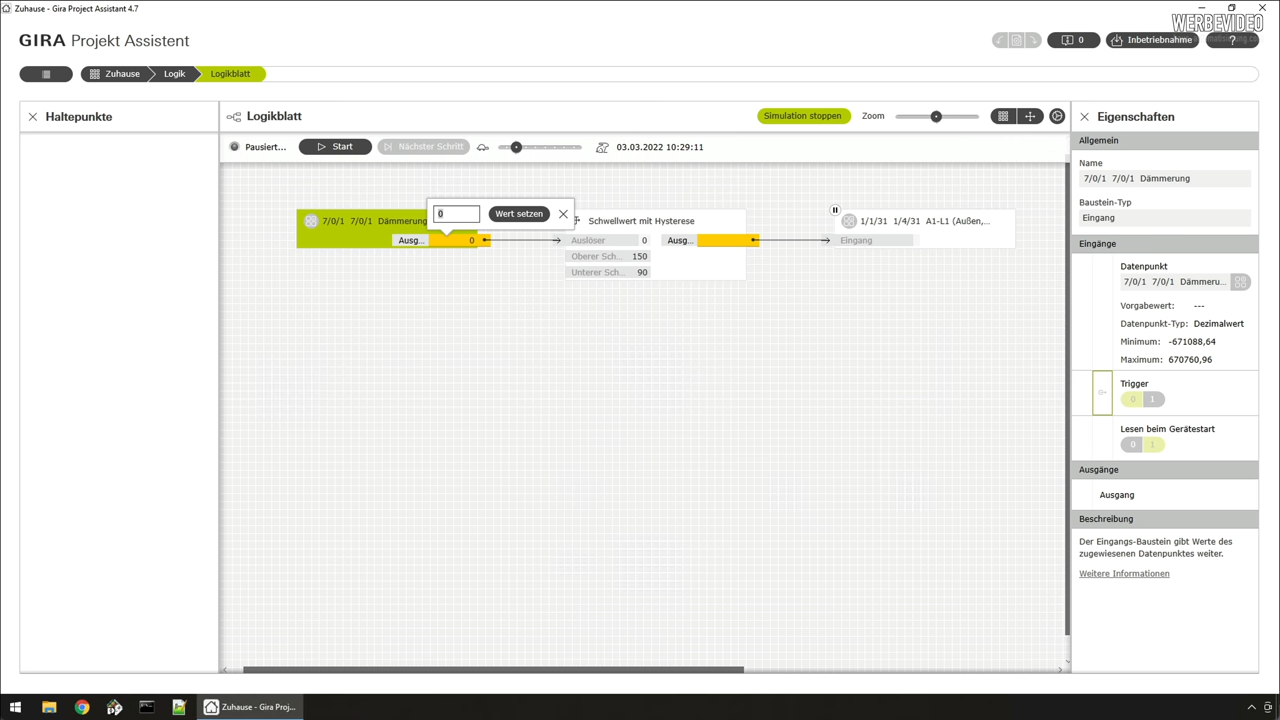 Zuhause - Gira Project Assistant 4.7
WERBEVIDEO
GIRA Projekt Assistent
0
Inbetriebnahme
?
Zuhause
Logik
Logikblatt
Haltepunkte
Logikblatt
Simulation stoppen
Zoom
Eigenschaften
Pausiert...
Start
Nächster Schritt
03.03.2022 10:29:11
Allgemein
Name
7/0/1 7/0/1 Dämmerung
Baustein-Typ
Eingang
Eingänge
Datenpunkt
7/0/1 7/0/1 Dämmeru...
Vorgabewert: ---
Datenpunkt-Typ: Dezimalwert
Minimum: -671088,64
Maximum: 670760,96
Trigger
0 1
Lesen beim Gerätestart
0 1
Ausgänge
Ausgang
Beschreibung
Der Eingangs-Baustein gibt Werte des
zugewiesenen Datenpunktes weiter.
Weitere Informationen
0
Wert setzen
7/0/1 7/0/1 Dämmerung
Ausg... 0
Schwellwert mit Hysterese
Auslöser 0
Ausg...
Oberer Sch... 150
Unterer Sch... 90
1/1/31 1/4/31 A1-L1 (Außen,...
Eingang
Zuhause - Gira Proj...